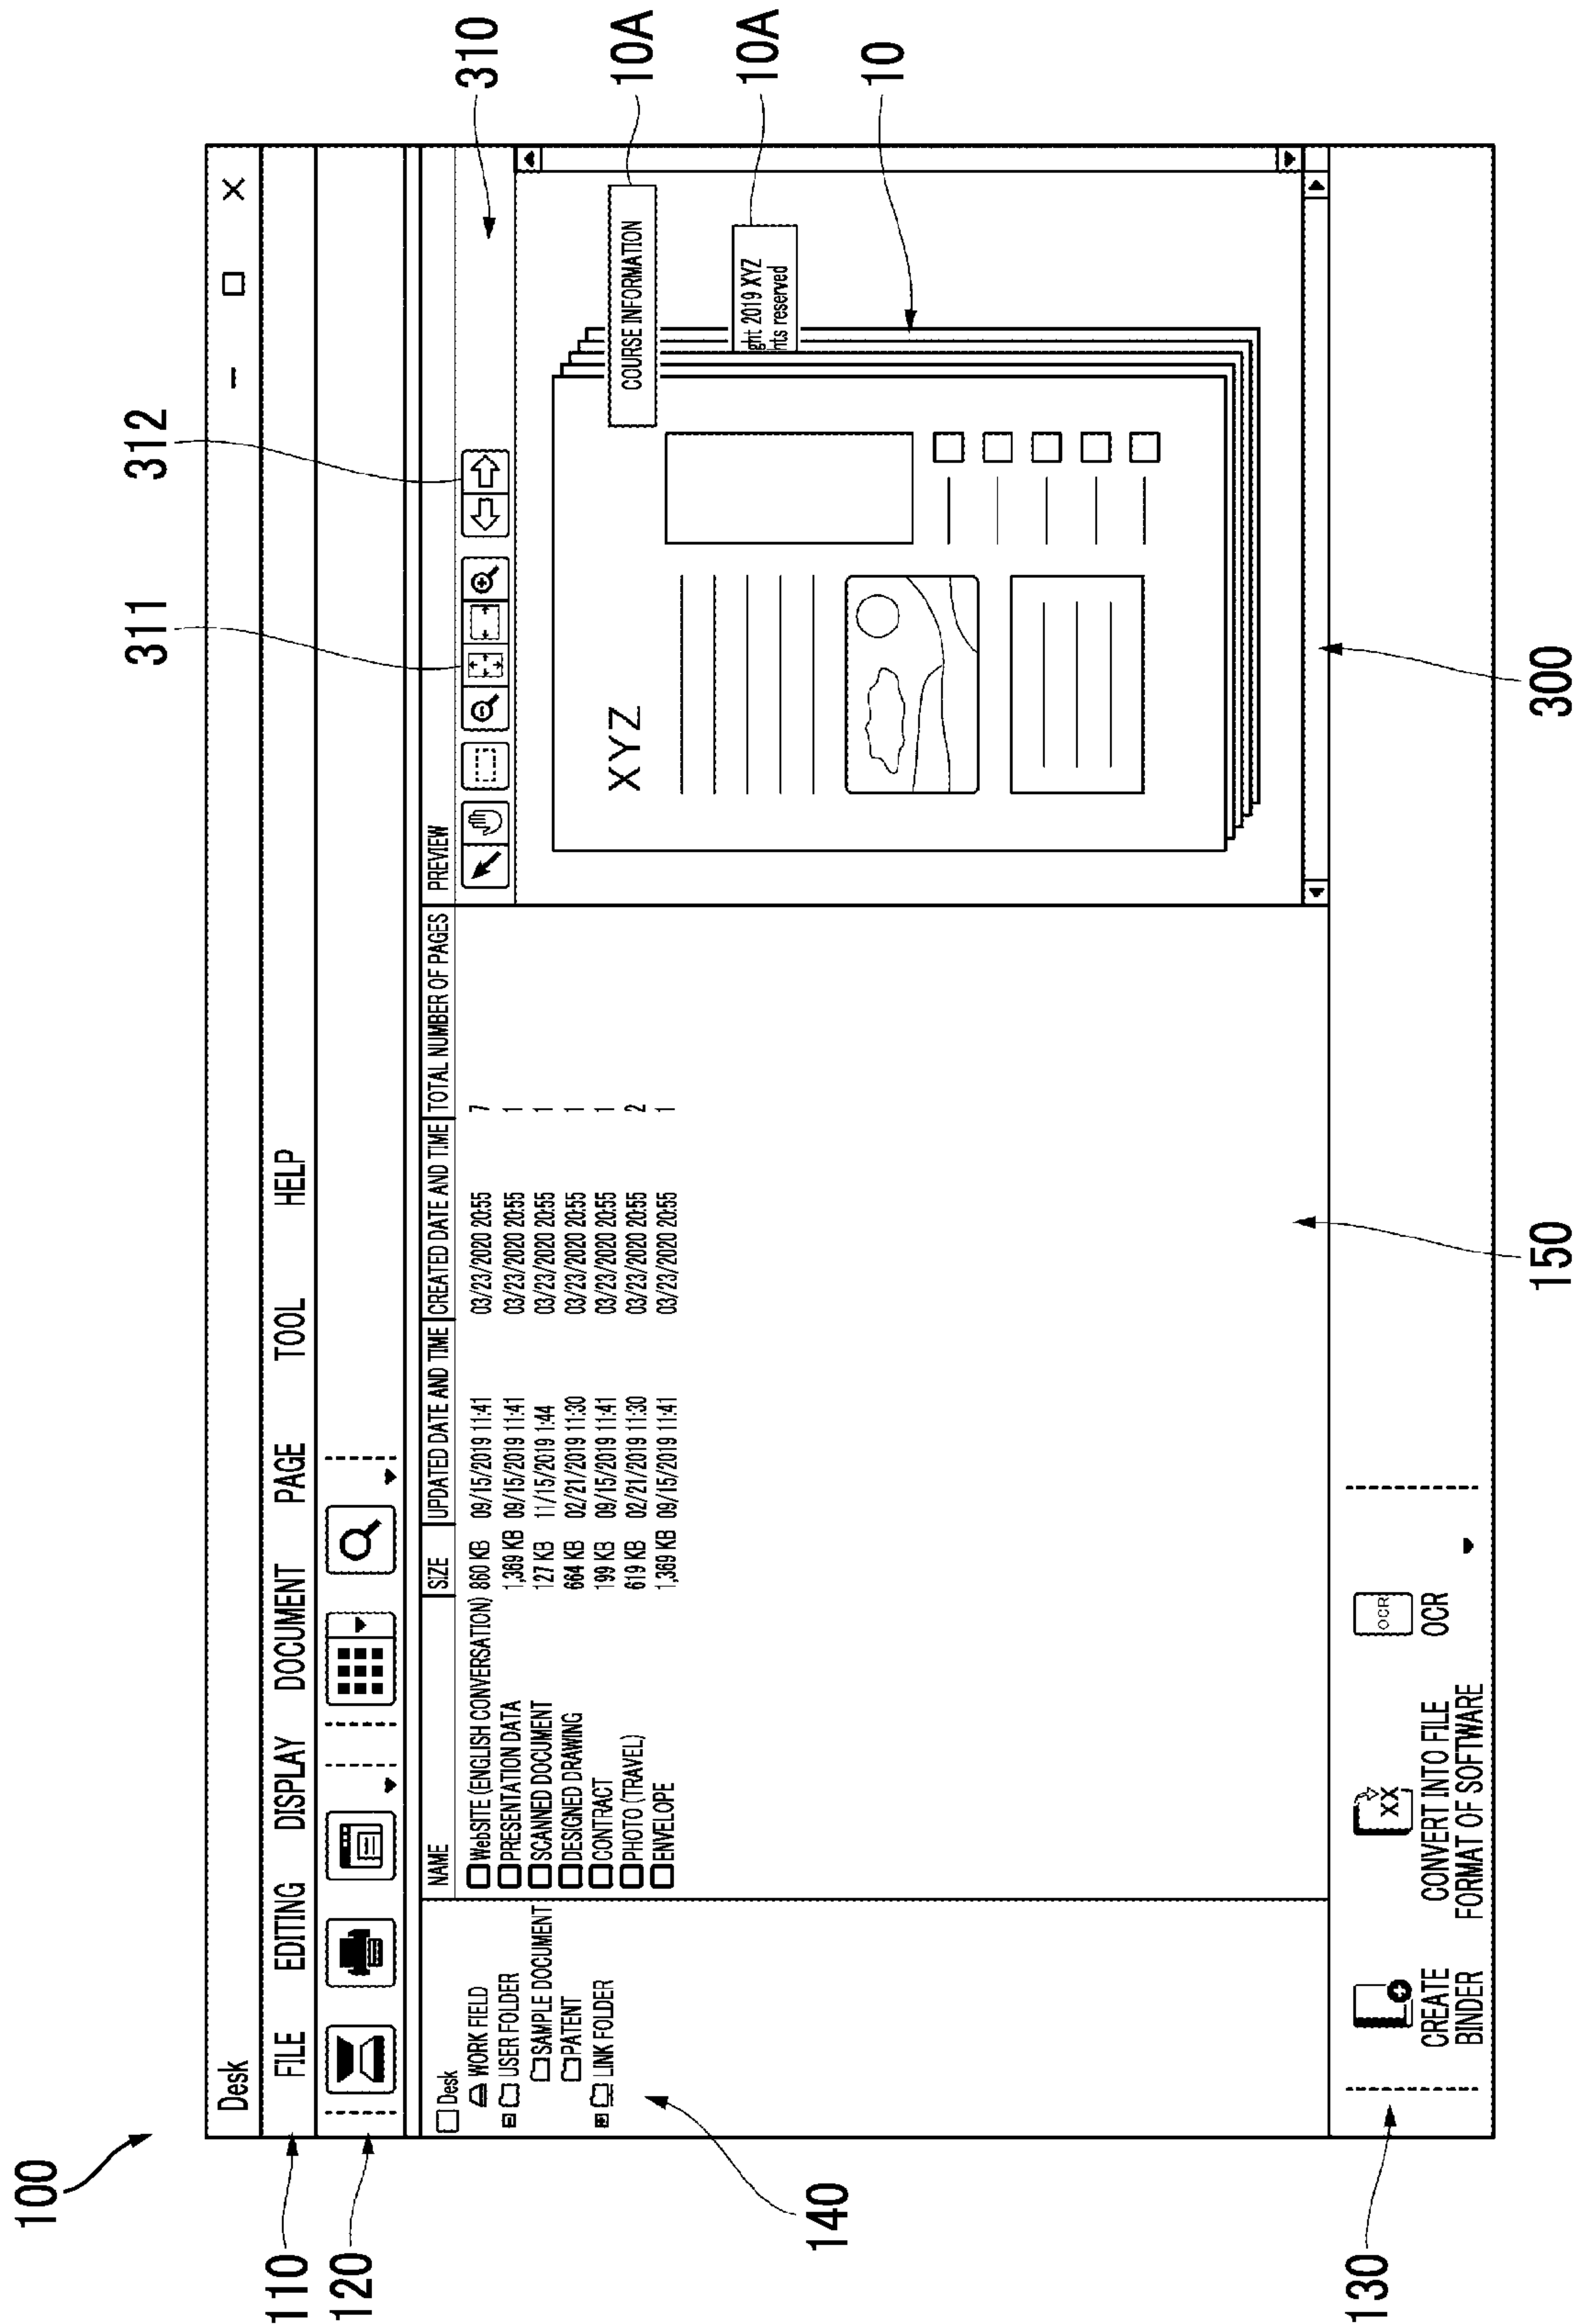 100
311
312
310
10A
10A
10
110
120
140
130
150
300
Desk
FILE EDITING DISPLAY DOCUMENT PAGE TOOL HELP
Desk
WORK FIELD
USER FOLDER
SAMPLE DOCUMENT
PATENT
LINK FOLDER
NAME SIZE UPDATED DATE AND TIME CREATED DATE AND TIME TOTAL NUMBER OF PAGES
WebSITE (ENGLISH CONVERSATION) 860 KB 09/15/2019 11:41 03/23/2020 20:55 7
PRESENTATION DATA 1,369 KB 09/15/2019 11:41 03/23/2020 20:55 1
SCANNED DOCUMENT 127 KB 11/15/2019 1:44 03/23/2020 20:55 1
DESIGNED DRAWING 664 KB 02/21/2019 11:30 03/23/2020 20:55 1
CONTRACT 199 KB 09/15/2019 11:41 03/23/2020 20:55 1
PHOTO (TRAVEL) 619 KB 02/21/2019 11:30 03/23/2020 20:55 2
ENVELOPE 1,369 KB 09/15/2019 11:41 03/23/2020 20:55 1
PREVIEW
XYZ
COURSE INFORMATION
ght 2019 XYZ
hts reserved
CREATE
BINDER
XX
CONVERT INTO FILE
FORMAT OF SOFTWARE
OCR
OCR